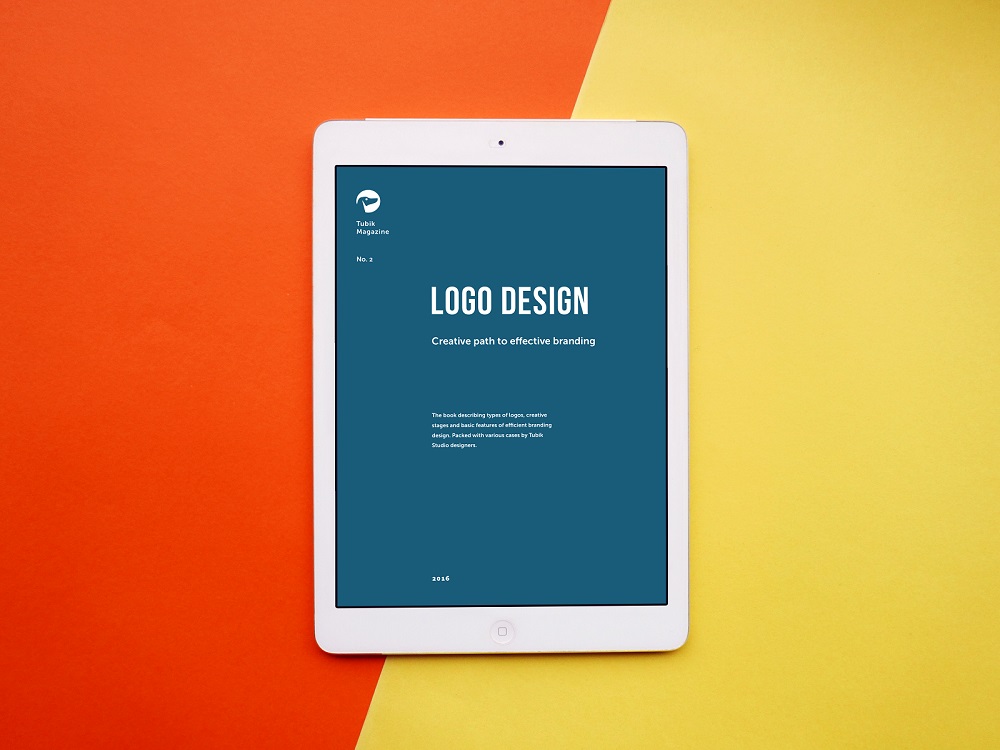 Tubik
Magazine
No. 2
LOGO DESIGN
Creative path to effective branding
The book describing types of logos, creative
stages and basic features of efficient branding
design. Packed with various cases by Tubik
Studio designers.
2016